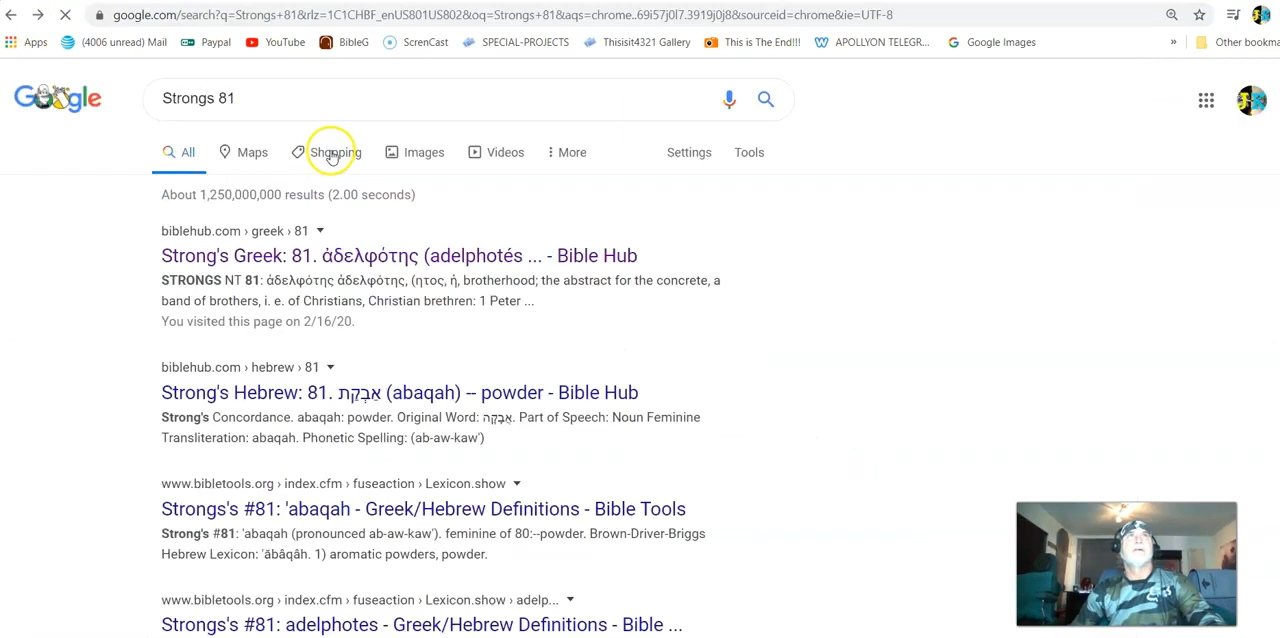 google.com/search?q=Strongs+81&rlz=1C1CHBF_enUS801US802&oq=Strongs+81&aqs=chrome..69i57j0l7.3919j0j8&sourceid=chrome&ie=UTF-8
Apps (4006 unread) Mail Paypal YouTube BibleG ScrenCast SPECIAL-PROJECTS Thisisit4321 Gallery This is The End!!! APOLLYON TELEGR... Google Images » Other bookma
Google Strongs 81
All Maps Shopping Images Videos More Settings Tools
About 1,250,000,000 results (2.00 seconds)
biblehub.com › greek › 81
Strong's Greek: 81. ἀδελφότης (adelphotés ... - Bible Hub
STRONGS NT 81: ἀδελφότης ἀδελφότης, (ητος, ἡ, brotherhood; the abstract for the concrete, a
band of brothers, i. e. of Christians, Christian brethren: 1 Peter ...
You visited this page on 2/16/20.
biblehub.com › hebrew › 81
Strong's Hebrew: 81. אַבְקַת (abaqah) -- powder - Bible Hub
Strong's Concordance. abaqah: powder. Original Word: אֲבָקָה. Part of Speech: Noun Feminine
Transliteration: abaqah. Phonetic Spelling: (ab-aw-kaw')
www.bibletools.org › index.cfm › fuseaction › Lexicon.show
Strongs's #81: 'abaqah - Greek/Hebrew Definitions - Bible Tools
Strong's #81: 'abaqah (pronounced ab-aw-kaw'). feminine of 80:--powder. Brown-Driver-Briggs
Hebrew Lexicon: 'ăbâqâh. 1) aromatic powders, powder.
www.bibletools.org › index.cfm › fuseaction › Lexicon.show › adelp...
Strongs's #81: adelphotes - Greek/Hebrew Definitions - Bible ...